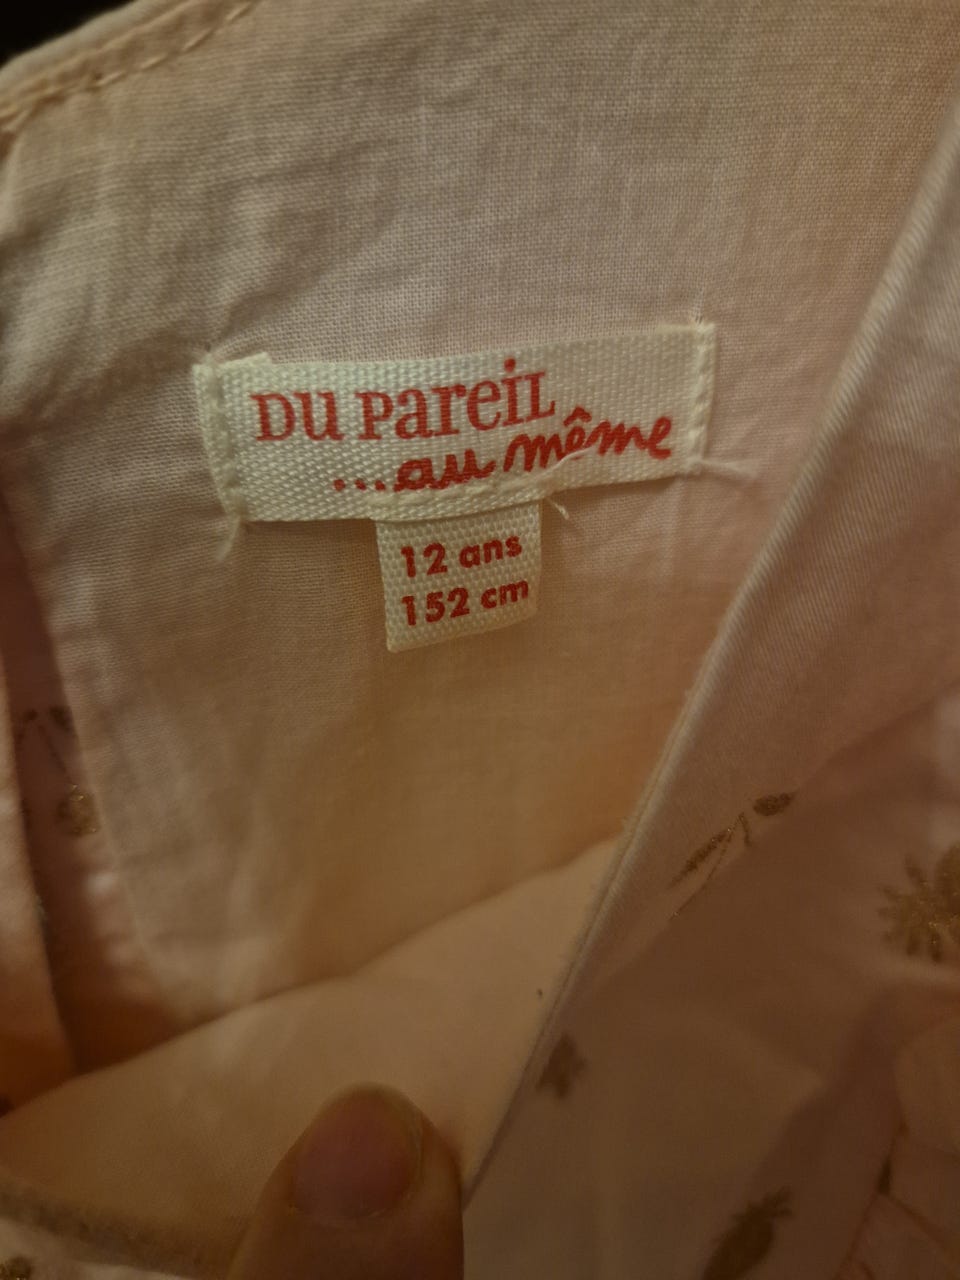 DU PareiL
...au même
12 ans
152 cm